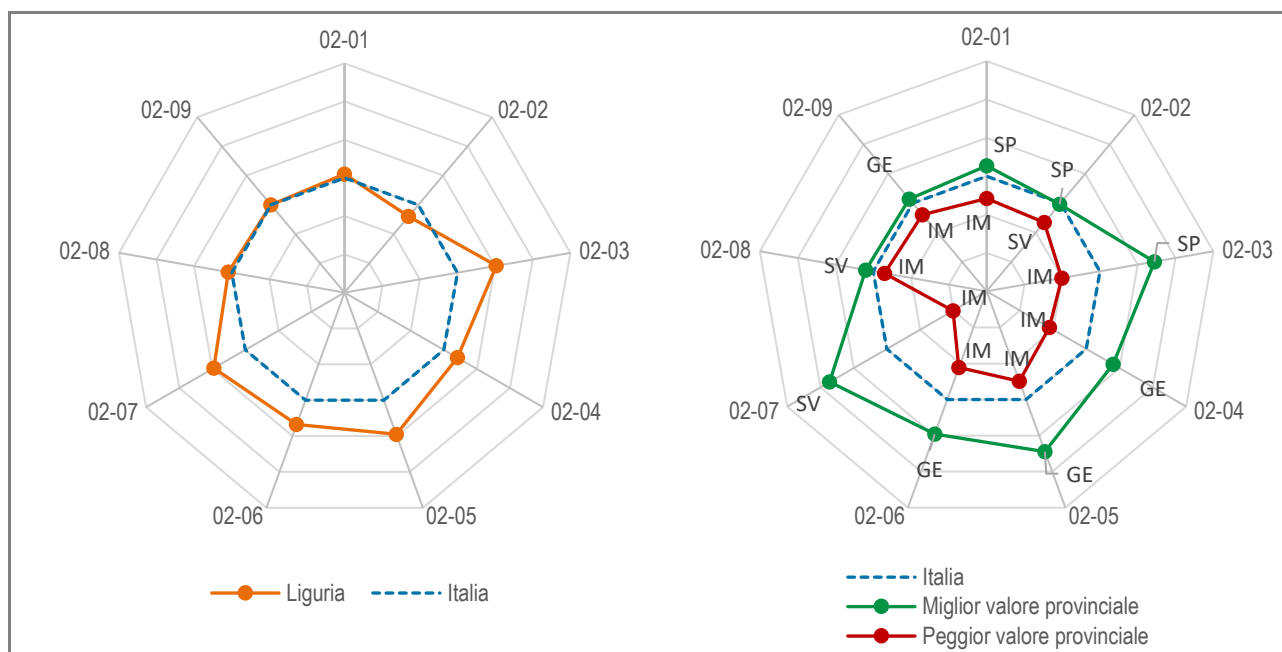 02-01
02-09
02-02
02-08
02-03
02-07
02-04
02-06
02-05
Liguria
Italia
02-01
02-09
02-02
SP
GE
SP
IM
IM
SV
02-08
SP
02-03
SV
IM
IM
IM
IM
IM
IM
GE
02-07
SV
02-04
GE
GE
02-06
02-05
Italia
Miglior valore provinciale
Peggior valore provinciale